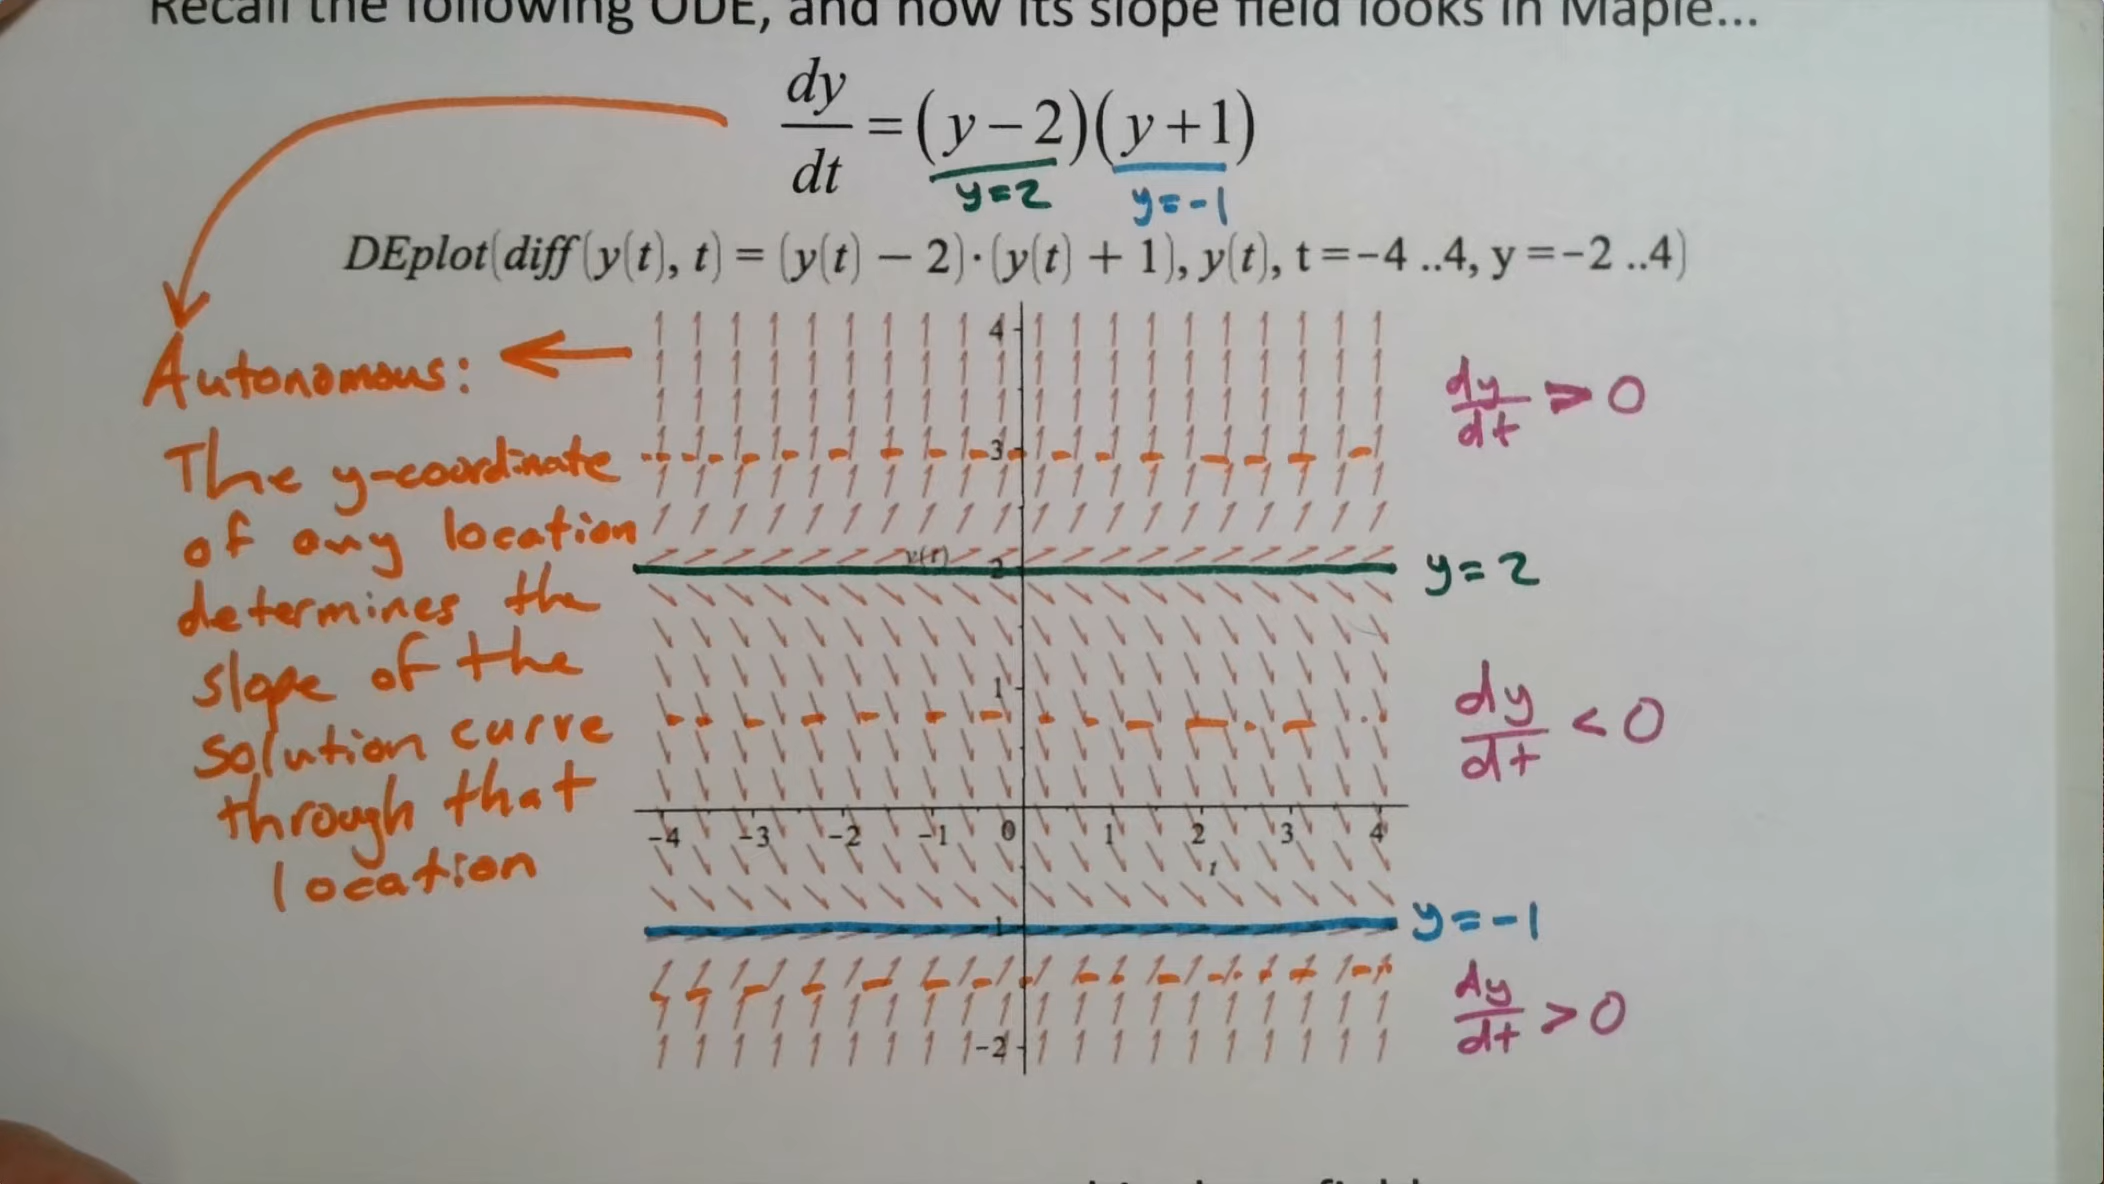 Recall the following ODE, and how its slope field looks in Maple...
dy/dt = (y − 2)(y + 1)
y=2 y=-1
DEplot(diff(y(t), t) = (y(t) − 2)·(y(t) + 1), y(t), t = −4 ..4, y = −2 ..4)
Autonomous:
The y-coordinate
of any location
determines the
slope of the
solution curve
through that
location
4
3
y(t)
2
1
-4 -3 -2 -1 0 1 2 3 4
t
-1
-2
dy/dt > 0
y=2
dy/dt < 0
y=-1
dy/dt > 0